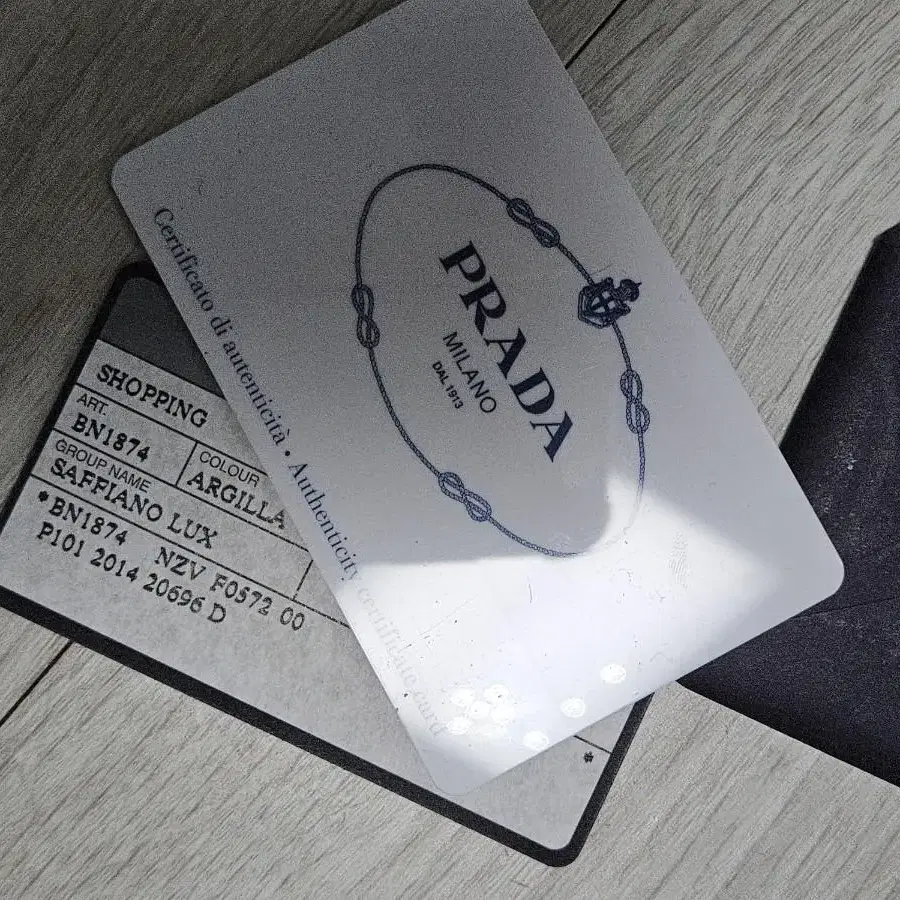 PRADA
MILANO
DAL 1913
Certificato di autenticità • Authenticity certificate card
SHOPPING
ART.
BN1874
COLOUR
ARGILLA
GROUP NAME
SAFFIANO LUX
*BN1874 NZV F0572 00
P101 2014 20696 D
*